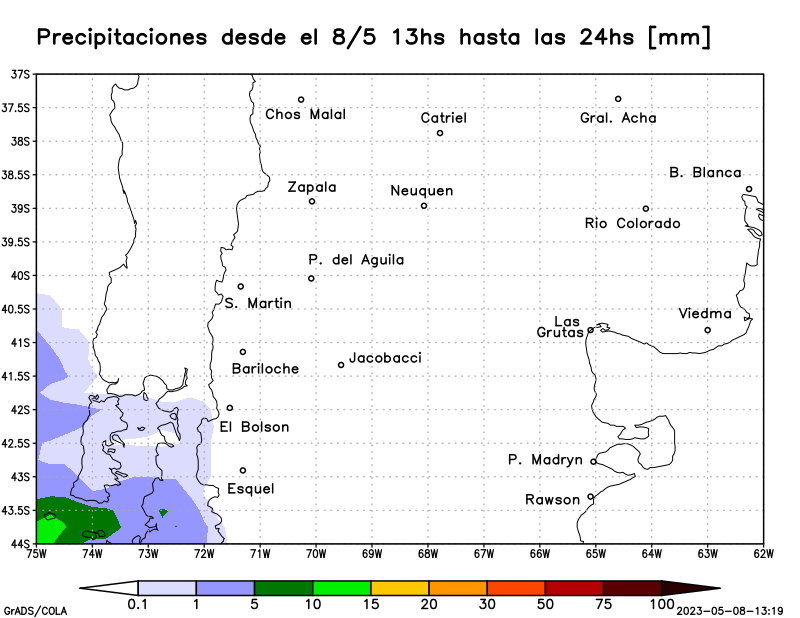 Precipitaciones desde el 8/5 13hs hasta las 24hs [mm]
37S
37.5S
38S
38.5S
39S
39.5S
40S
40.5S
41S
41.5S
42S
42.5S
43S
43.5S
44S
Chos Malal
Catriel
Gral. Acha
B. Blanca
Zapala
Neuquen
Rio Colorado
P. del Aguila
S. Martin
Viedma
Las
Grutas
Bariloche
Jacobacci
El Bolson
P. Madryn
Esquel
Rawson
75W 74W 73W 72W 71W 70W 69W 68W 67W 66W 65W 64W 63W 62W
0.1 1 5 10 15 20 30 50 75 100
GrADS/COLA
2023-05-08-13:19